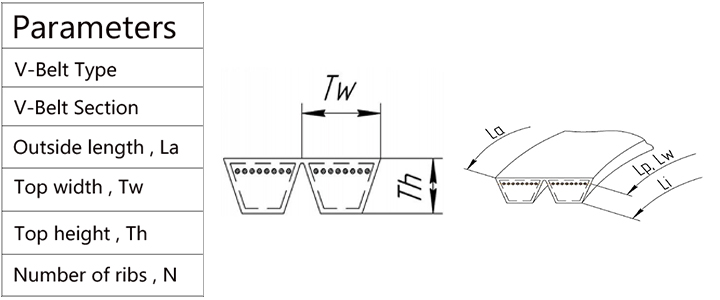 Parameters
V-Belt Type
V-Belt Section
Outside length , La
Top width , Tw
Top height , Th
Number of ribs , N
Tw
Th
La
Lp, Lw
Li